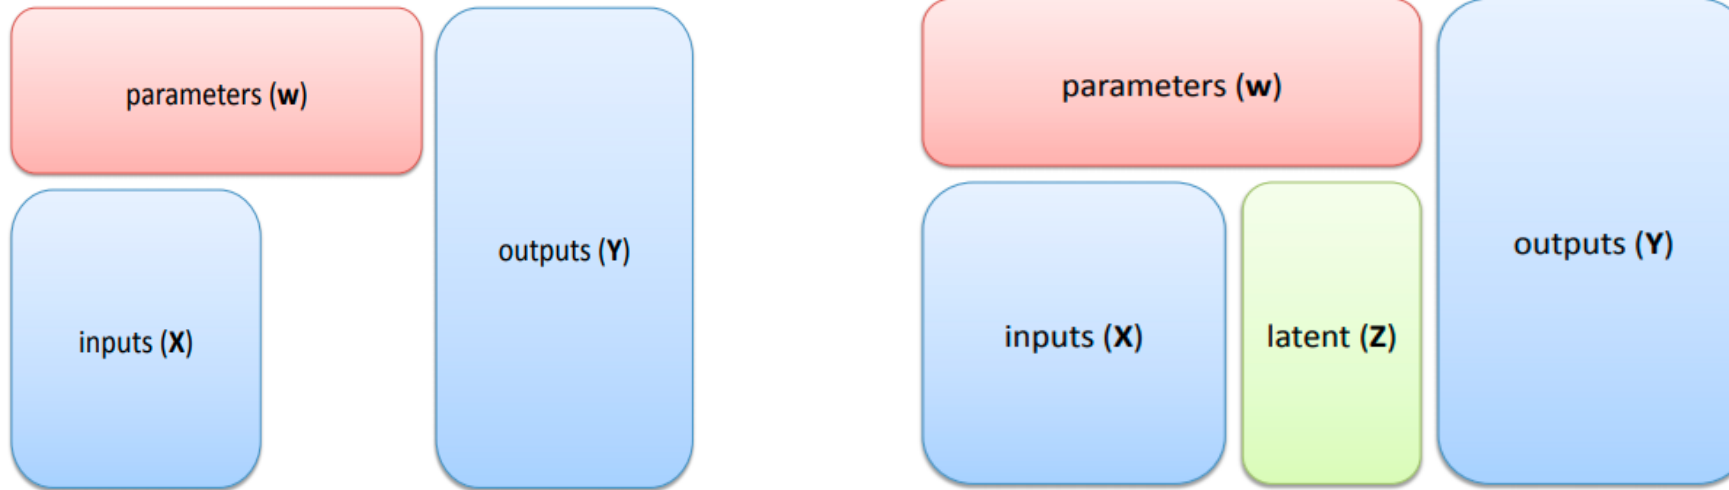 parameters (w)
inputs (X)
outputs (Y)
parameters (w)
inputs (X)
latent (Z)
outputs (Y)